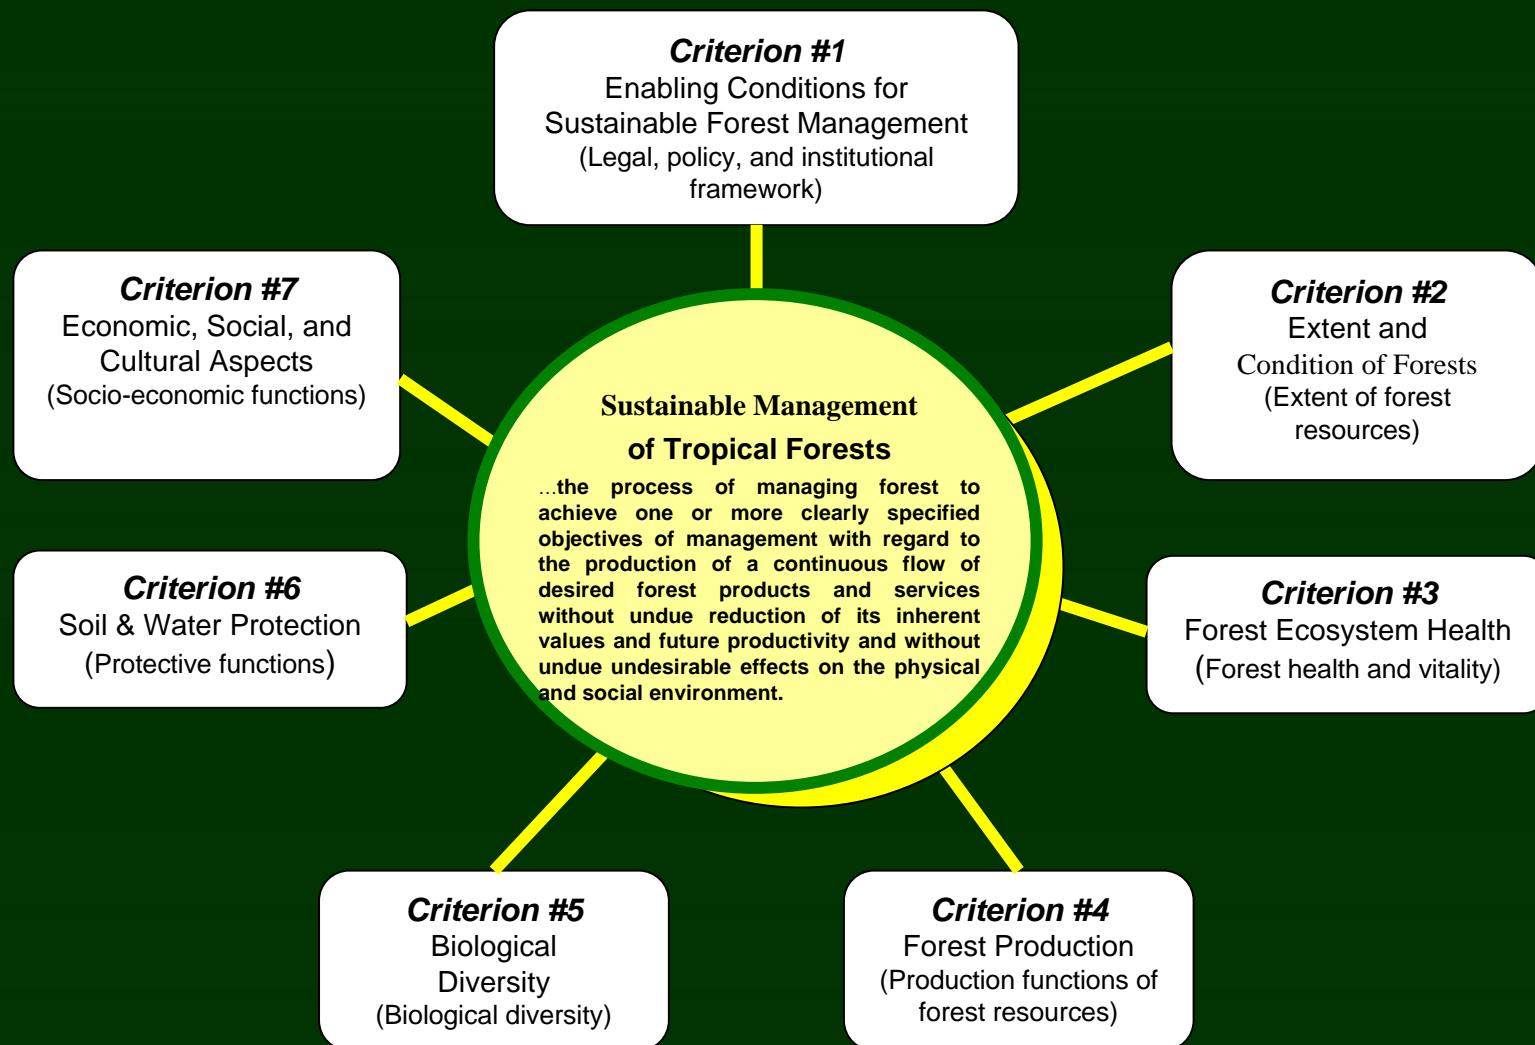 Criterion #1
Enabling Conditions for
Sustainable Forest Management
(Legal, policy, and institutional
framework)
Criterion #7
Economic, Social, and
Cultural Aspects
(Socio-economic functions)
Criterion #2
Extent and
Condition of Forests
(Extent of forest
resources)
Sustainable Management
of Tropical Forests
...the process of managing forest to
achieve one or more clearly specified
objectives of management with regard to
the production of a continuous flow of
desired forest products and services
without undue reduction of its inherent
values and future productivity and without
undue undesirable effects on the physical
and social environment.
Criterion #6
Soil & Water Protection
(Protective functions)
Criterion #3
Forest Ecosystem Health
(Forest health and vitality)
Criterion #5
Biological
Diversity
(Biological diversity)
Criterion #4
Forest Production
(Production functions of
forest resources)